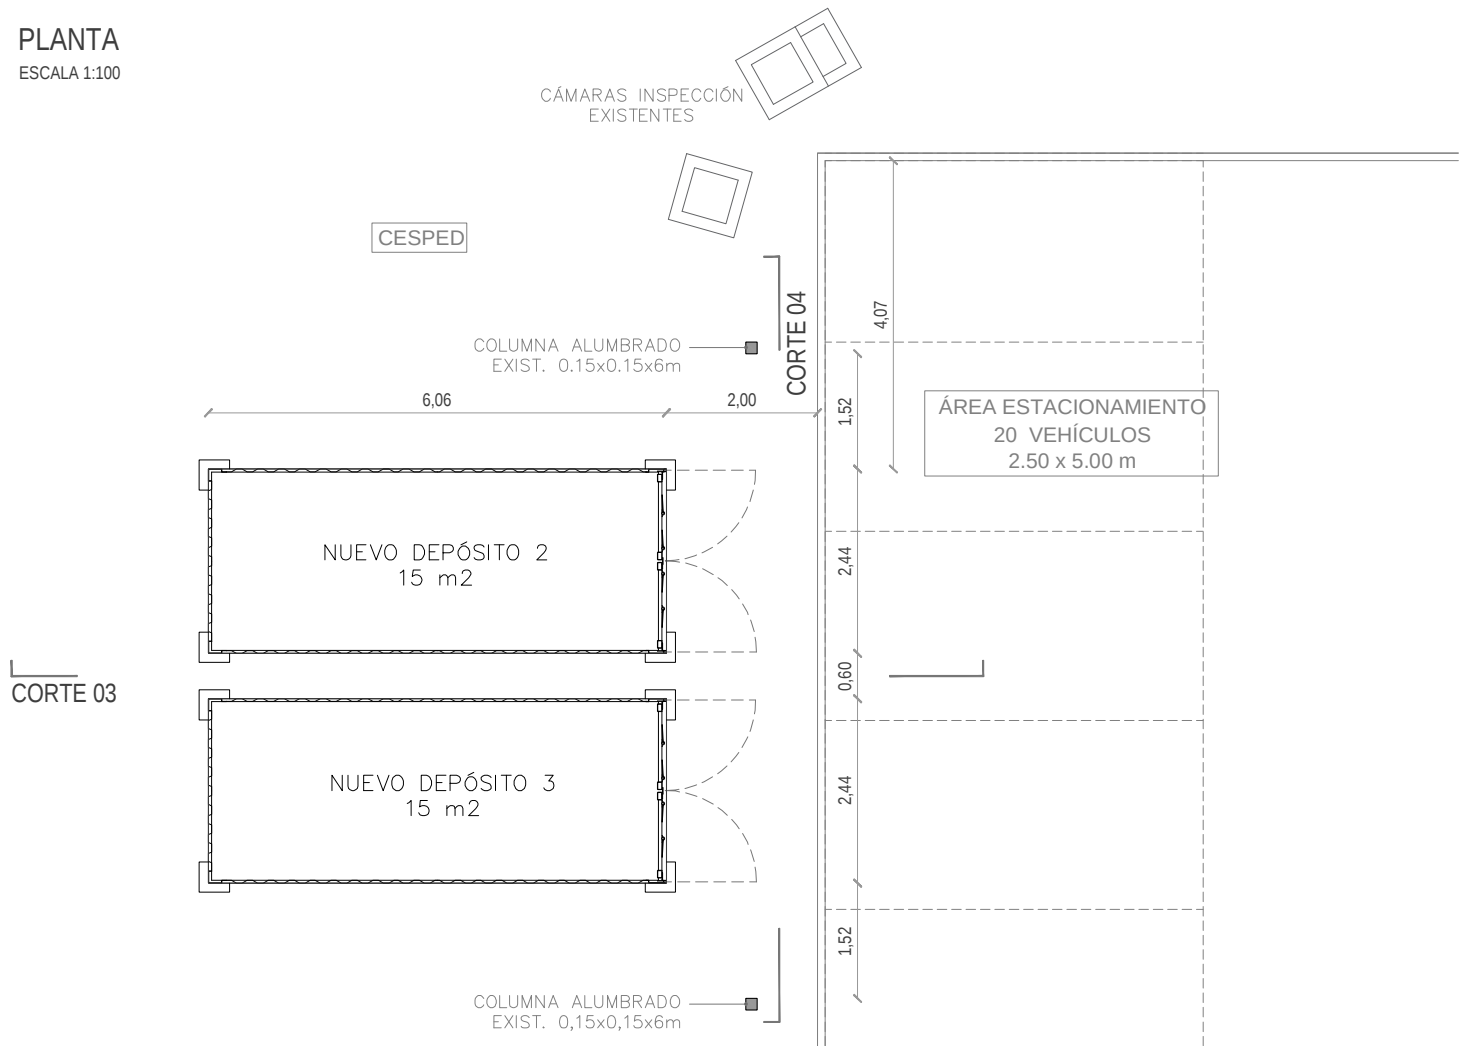 PLANTA
ESCALA 1:100
CÁMARAS INSPECCIÓN
EXISTENTES
CESPED
CORTE 04
4,07
COLUMNA ALUMBRADO
EXIST. 0.15x0.15x6m
6,06
2,00
1,52
ÁREA ESTACIONAMIENTO
20 VEHÍCULOS
2.50 x 5.00 m
NUEVO DEPÓSITO 2
15 m2
2,44
0,60
CORTE 03
NUEVO DEPÓSITO 3
15 m2
2,44
1,52
COLUMNA ALUMBRADO
EXIST. 0,15x0,15x6m